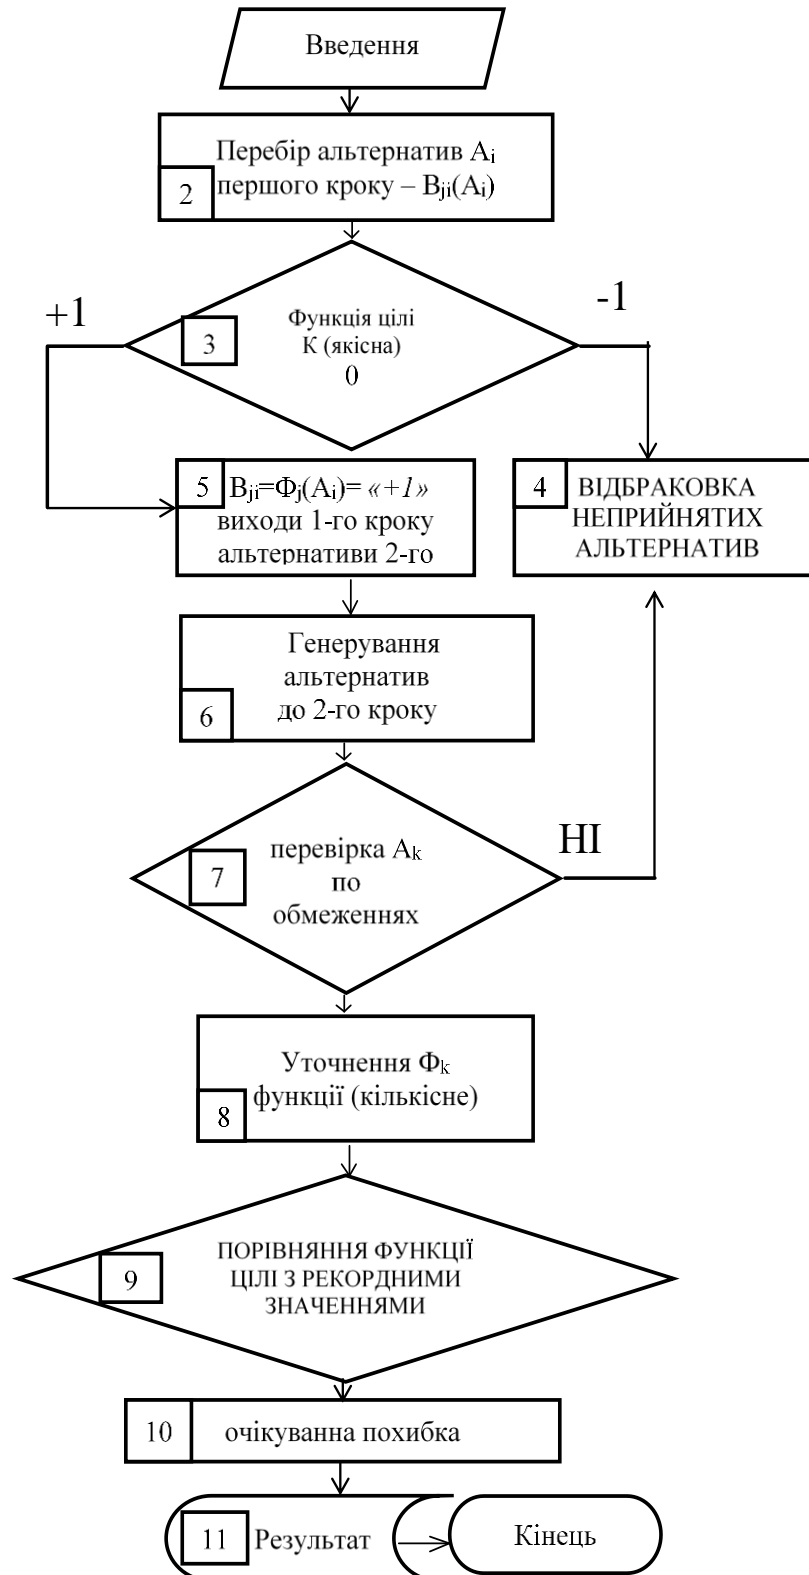 Введення
Перебір альтернатив Ai
першого кроку – Bji(Ai)
2
+1
-1
Функція цілі
К (якісна)
0
3
5
Bji=Фj(Ai)= «+1»
виходи 1-го кроку
альтернативи 2-го
4
ВІДБРАКОВКА
НЕПРИЙНЯТИХ
АЛЬТЕРНАТИВ
Генерування
альтернатив
до 2-го кроку
6
НІ
перевірка Ak
по
обмеженнях
7
Уточнення Фk
функції (кількісне)
8
ПОРІВНЯННЯ ФУНКЦІЇ
ЦІЛІ З РЕКОРДНИМИ
ЗНАЧЕННЯМИ
9
10
очікуванна похибка
11
Результат
Кінець